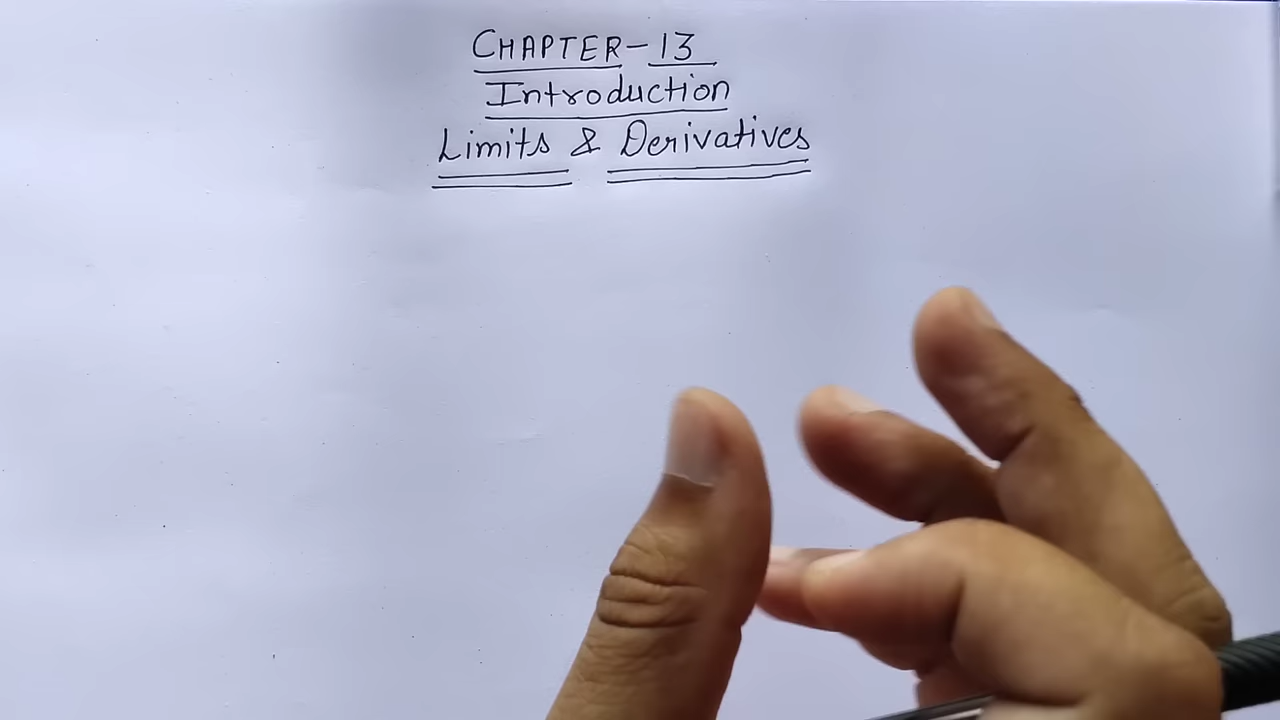 CHAPTER-13
Introduction
Limits & Derivatives